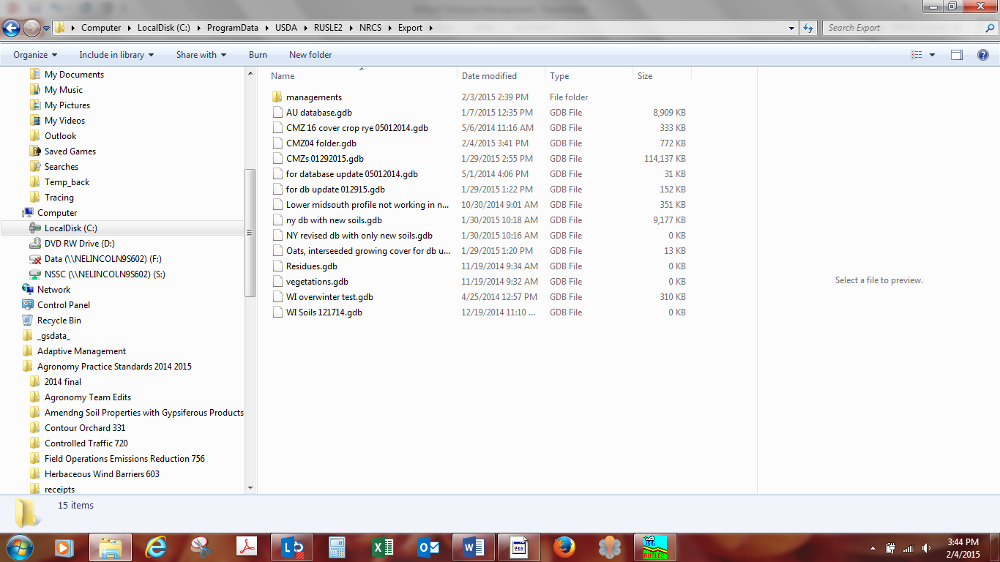 Computer LocalDisk (C:) ProgramData USDA RUSLE2 NRCS Export Search Export
Organize Include in library Share with Burn New folder
My Documents
My Music
My Pictures
My Videos
Outlook
Saved Games
Searches
Temp_back
Tracing
Computer
LocalDisk (C:)
DVD RW Drive (D:)
Data (\\NELINCOLN9S602) (F:)
NSSC (\\NELINCOLN9S602) (S:)
Network
Control Panel
Recycle Bin
_gsdata_
Adaptive Management
Agronomy Practice Standards 2014 2015
2014 final
Agronomy Team Edits
Amendng Soil Properties with Gypsiferous Products
Contour Orchard 331
Controlled Traffic 720
Field Operations Emissions Reduction 756
Herbaceous Wind Barriers 603
receipts
Name Date modified Type Size
managements 2/3/2015 2:39 PM File folder
AU database.gdb 1/7/2015 12:35 PM GDB File 8,909 KB
CMZ 16 cover crop rye 05012014.gdb 5/6/2014 11:16 AM GDB File 333 KB
CMZ04 folder.gdb 2/4/2015 3:41 PM GDB File 772 KB
CMZs 01292015.gdb 1/29/2015 2:55 PM GDB File 114,137 KB
for database update 05012014.gdb 5/1/2014 4:06 PM GDB File 31 KB
for db update 012915.gdb 1/29/2015 1:22 PM GDB File 152 KB
Lower midsouth profile not working in n... 10/30/2014 9:01 AM GDB File 351 KB
ny db with new soils.gdb 1/30/2015 10:18 AM GDB File 9,177 KB
NY revised db with only new soils.gdb 1/30/2015 10:16 AM GDB File 0 KB
Oats, interseeded growing cover for db u... 1/29/2015 1:20 PM GDB File 13 KB
Residues.gdb 11/19/2014 9:34 AM GDB File 0 KB
vegetations.gdb 11/19/2014 9:32 AM GDB File 0 KB
WI overwinter test.gdb 4/25/2014 12:57 PM GDB File 310 KB
WI Soils 121714.gdb 12/19/2014 11:10 ... GDB File 0 KB
Select a file to preview.
15 items
RUSLE2
3:44 PM
2/4/2015